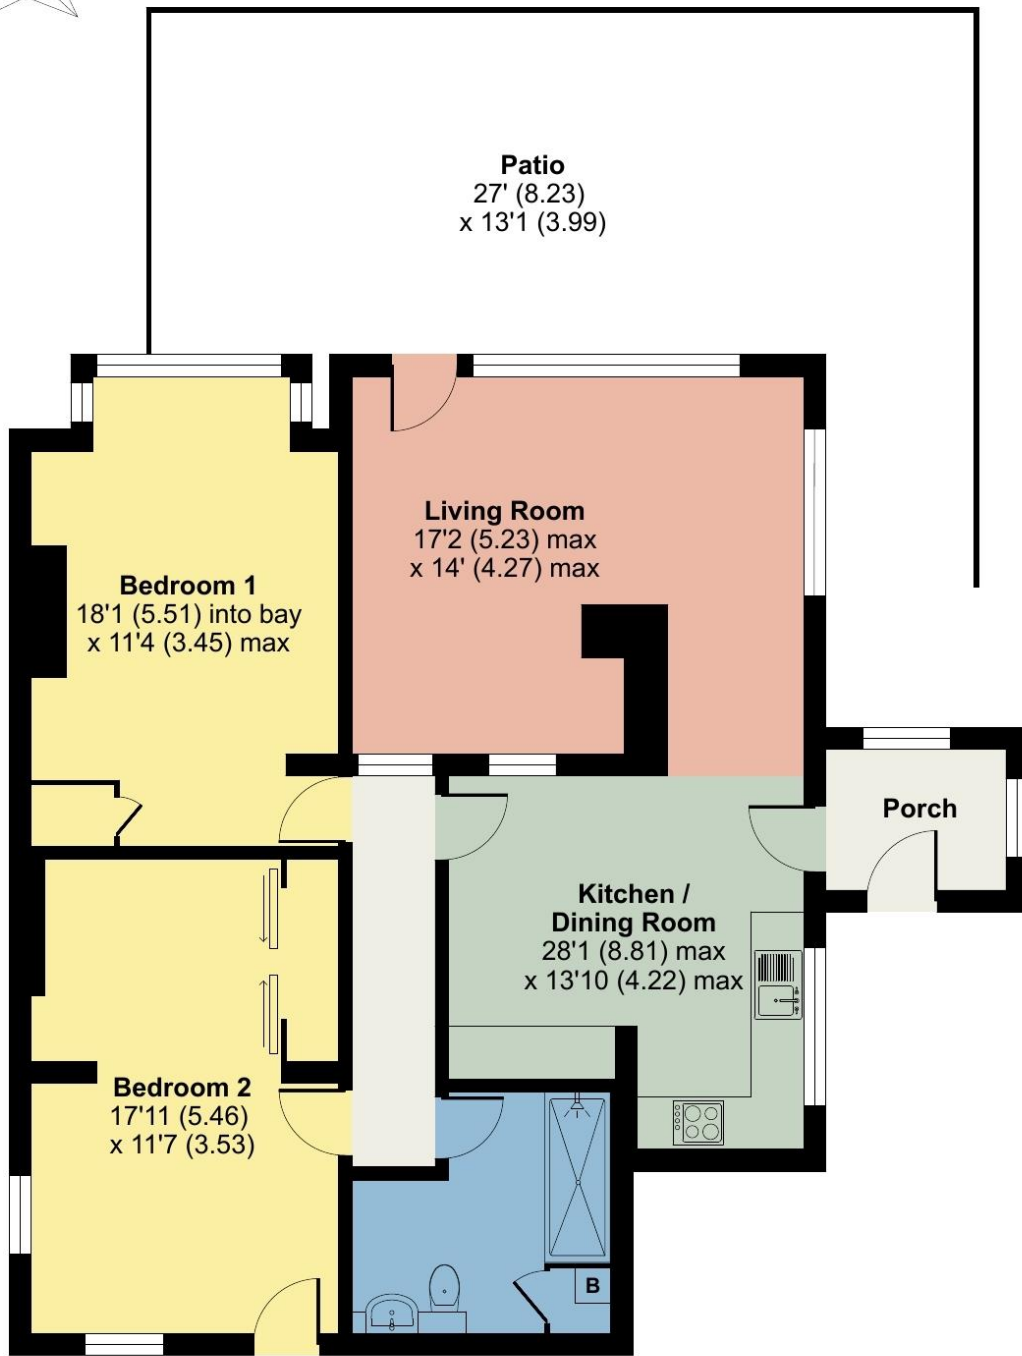 Patio
27' (8.23)
x 13'1 (3.99)
Living Room
17'2 (5.23) max
x 14' (4.27) max
Bedroom 1
18'1 (5.51) into bay
x 11'4 (3.45) max
Porch
Kitchen /
Dining Room
28'1 (8.81) max
x 13'10 (4.22) max
Bedroom 2
17'11 (5.46)
x 11'7 (3.53)
B